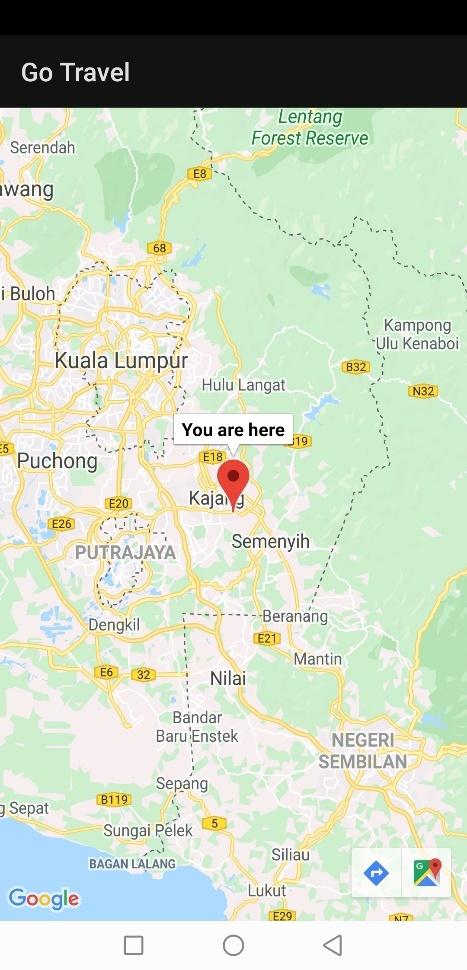 Go Travel
Lentang
Forest Reserve
Serendah
E8
awang
68
i Buloh
Kampong
Ulu Kenaboi
Kuala Lumpur
B32
Hulu Langat
N32
You are here
19
E5
E18
Puchong
Kajang
E20
E26
Semenyih
PUTRAJAYA
Beranang
Dengkil
E21
Mantin
E6
32
Nilai
Bandar
Baru Enstek
NEGERI
SEMBILAN
Sepang
B119
g Sepat
5
Sungai Pelek
Siliau
BAGAN LALANG
Lukut
Google
E29
N7